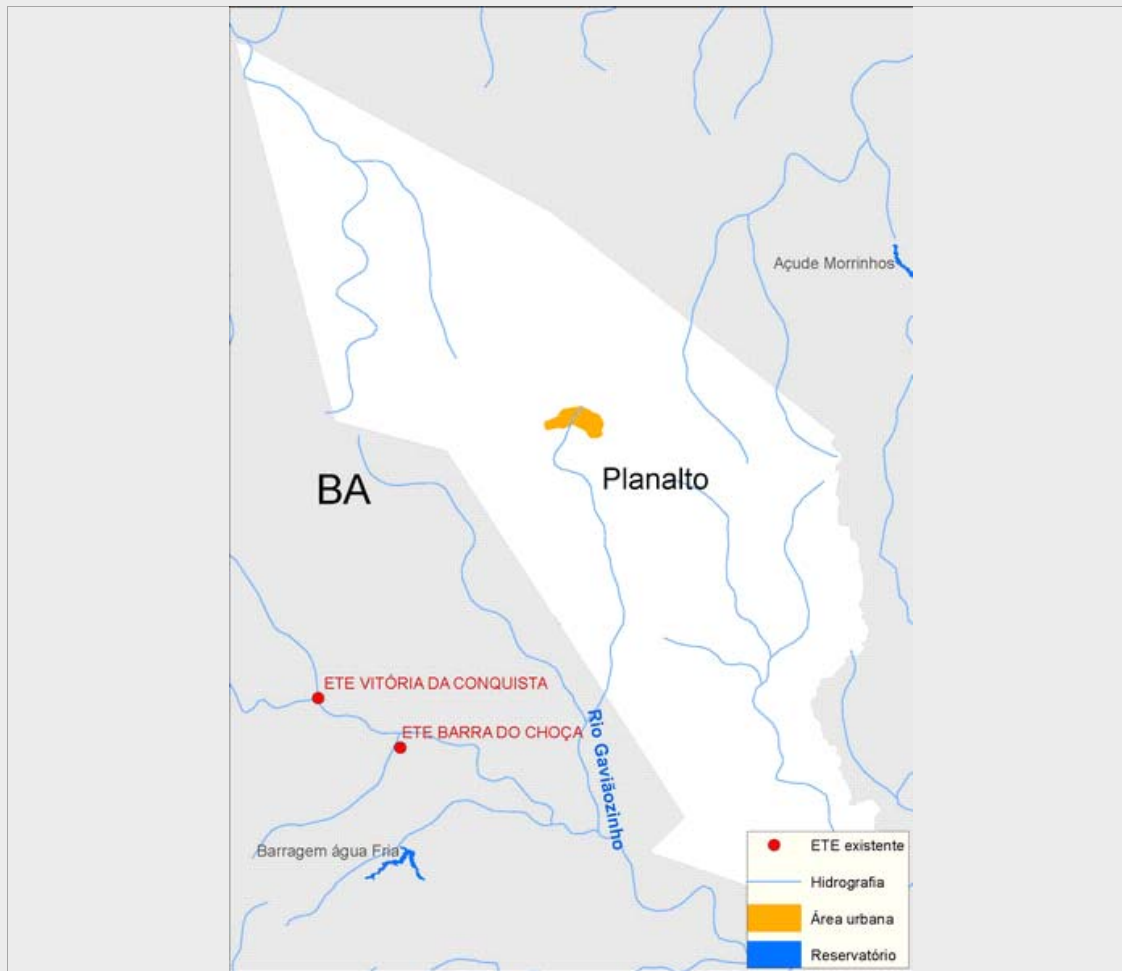 Açude Morrinhos
Planalto
BA
ETE VITÓRIA DA CONQUISTA
ETE BARRA DO CHOÇA
Rio Gaviãozinho
Barragem água Fria
ETE existente
Hidrografia
Área urbana
Reservatório